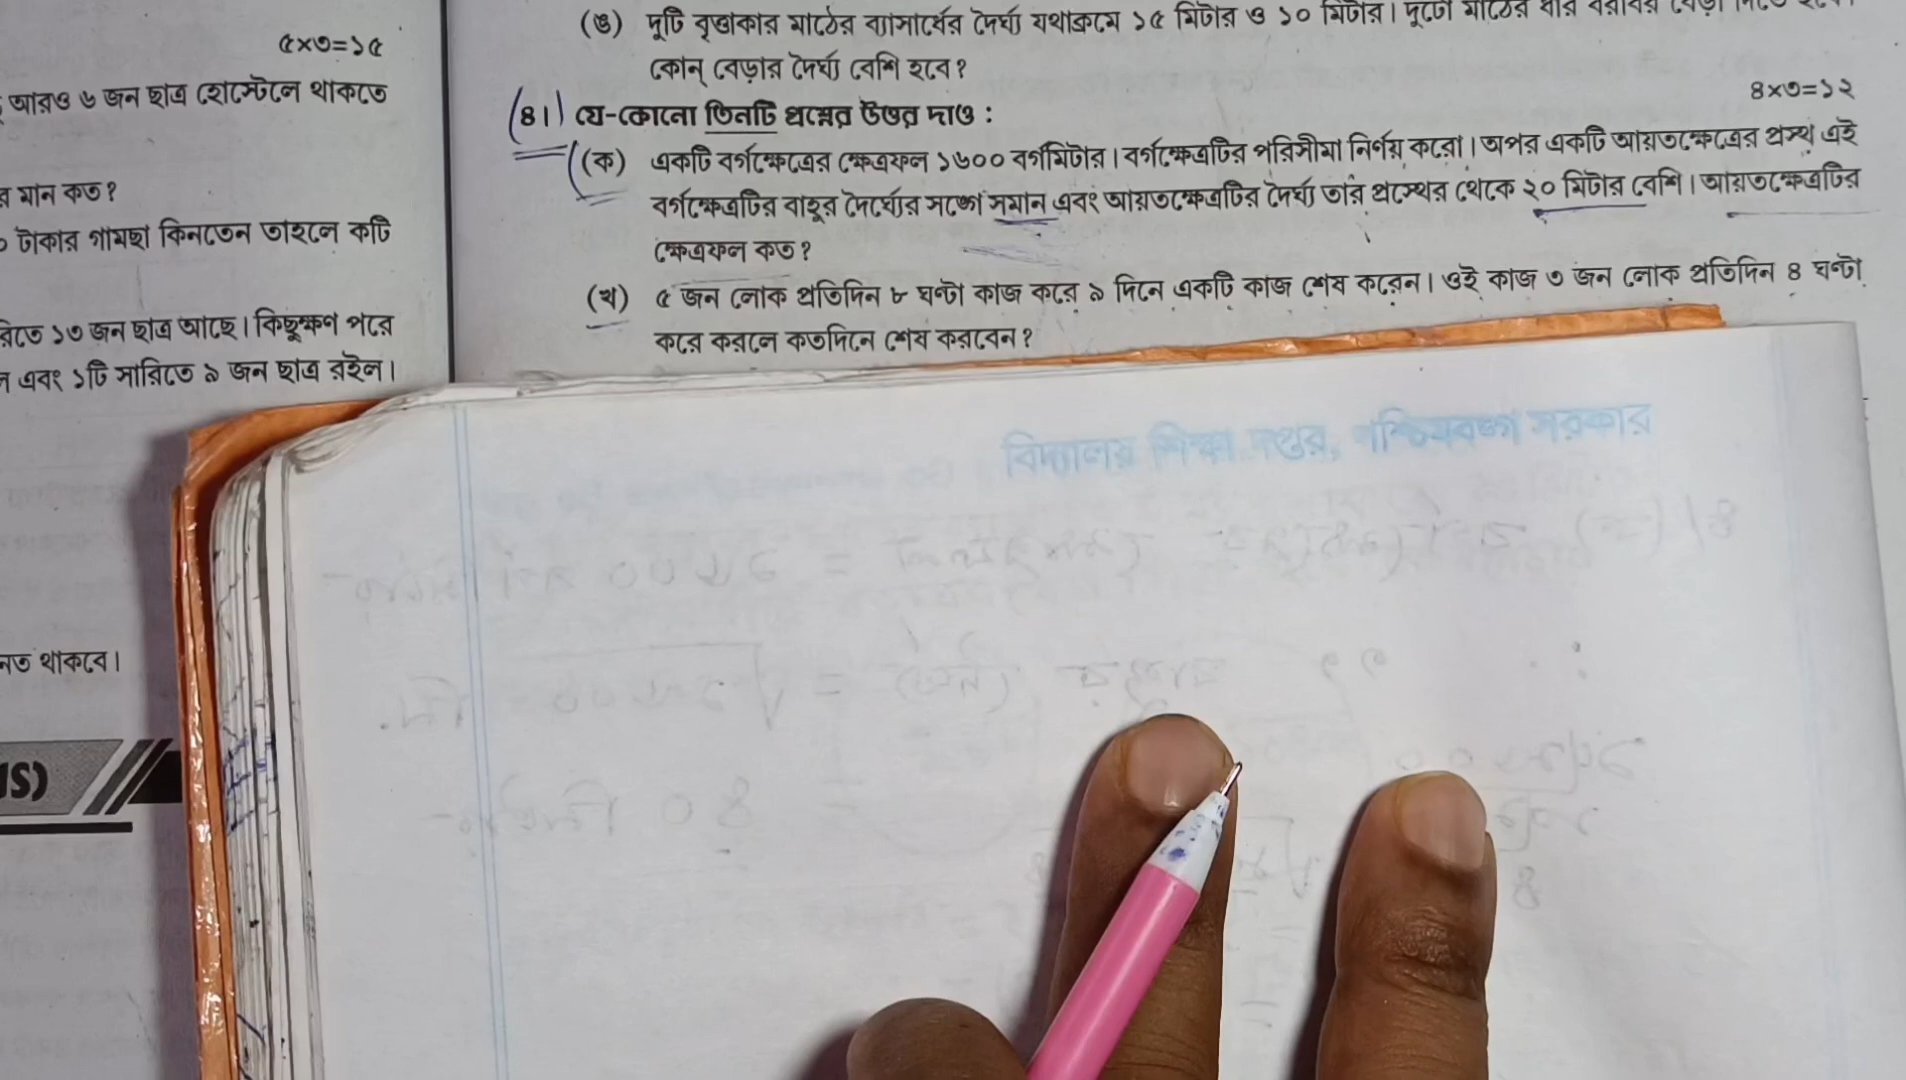 ৫×৩=১৫
আরও ৬ জন ছাত্র হোস্টেলে থাকতে
মান কত?
টাকার গামছা কিনতেন তাহলে কটি
১৩ জন ছাত্র আছে। কিছুক্ষণ পরে
এবং ১টি সারিতে ৯ জন ছাত্র রইল।
থাকবে।
(ঙ) দুটি বৃত্তাকার মাঠের ব্যাসার্ধের দৈর্ঘ্য যথাক্রমে ১৫ মিটার ও ১০ মিটার। দুটো মাঠের ধার বরাবর বেড়া দিতে হবে।
কোন্ বেড়ার দৈর্ঘ্য বেশি হবে?
৪। যে-কোনো তিনটি প্রশ্নের উত্তর দাও :
৪×৩=১২
(ক) একটি বর্গক্ষেত্রের ক্ষেত্রফল ১৬০০ বর্গমিটার। বর্গক্ষেত্রটির পরিসীমা নির্ণয় করো। অপর একটি আয়তক্ষেত্রের প্রস্থ এই
বর্গক্ষেত্রটির বাহুর দৈর্ঘ্যের সঙ্গে সমান এবং আয়তক্ষেত্রটির দৈর্ঘ্য তার প্রস্থের থেকে ২০ মিটার বেশি। আয়তক্ষেত্রটির
ক্ষেত্রফল কত?
(খ) ৫ জন লোক প্রতিদিন ৮ ঘন্টা কাজ করে ৯ দিনে একটি কাজ শেষ করেন। ওই কাজ ৩ জন লোক প্রতিদিন ৪ ঘন্টা
করে করলে কতদিনে শেষ করবেন?
বিদ্যালয় শিক্ষা দপ্তর, পশ্চিমবঙ্গ সরকার